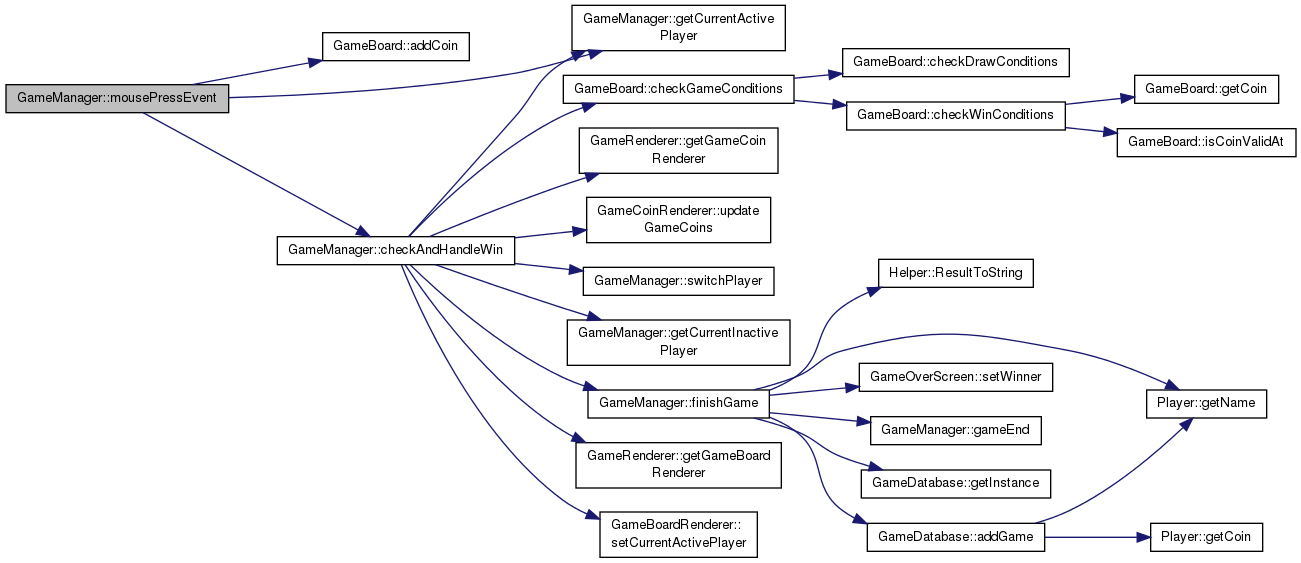 GameManager::mousePressEvent
GameBoard::addCoin
GameManager::getCurrentActive
Player
GameBoard::checkGameConditions
GameBoard::checkDrawConditions
GameBoard::checkWinConditions
GameBoard::getCoin
GameBoard::isCoinValidAt
GameRenderer::getGameCoin
Renderer
GameCoinRenderer::update
GameCoins
GameManager::checkAndHandleWin
GameManager::switchPlayer
GameManager::getCurrentInactive
Player
GameManager::finishGame
Helper::ResultToString
GameOverScreen::setWinner
Player::getName
GameManager::gameEnd
GameDatabase::getInstance
GameDatabase::addGame
Player::getCoin
GameRenderer::getGameBoard
Renderer
GameBoardRenderer::
setCurrentActivePlayer